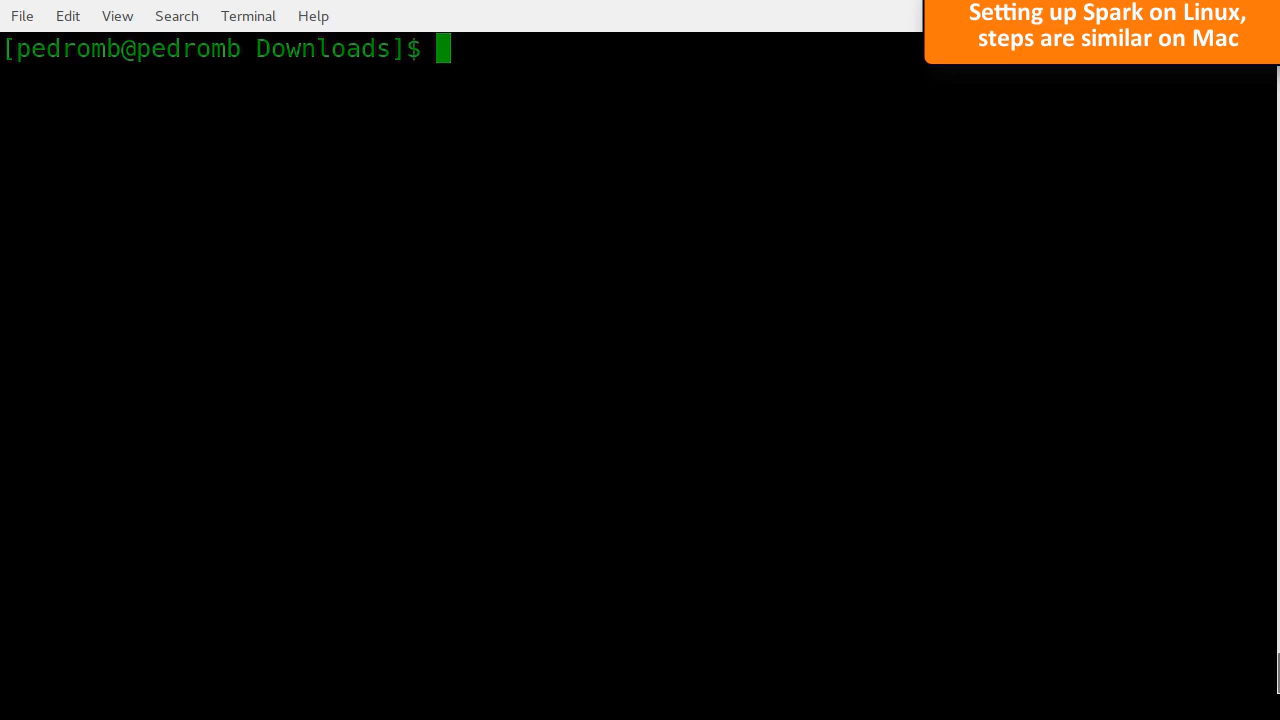 File Edit View Search Terminal Help
Setting up Spark on Linux,
steps are similar on Mac
[pedromb@pedromb Downloads]$